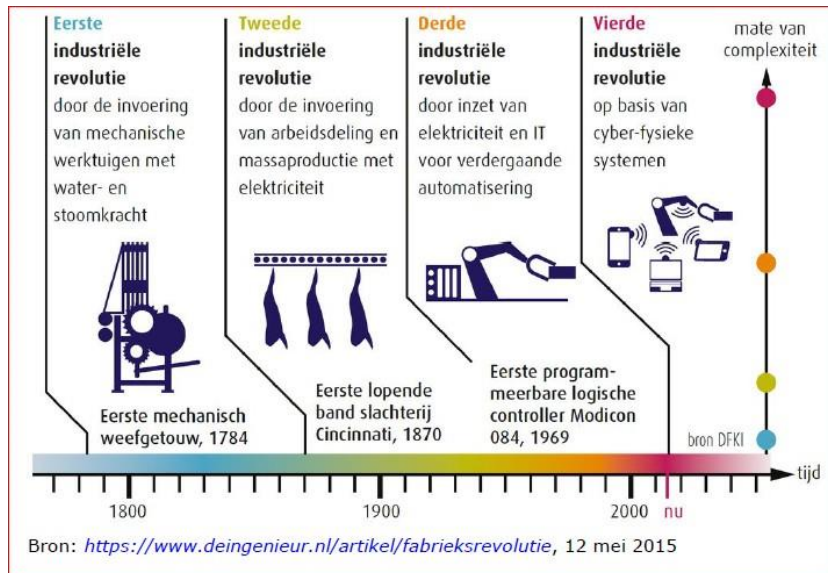 Eerste
industriële
revolutie
door de invoering
van mechanische
werktuigen met
water- en
stoomkracht
Tweede
industriële
revolutie
door de invoering
van arbeidsdeling en
massaproductie met
elektriciteit
Derde
industriële
revolutie
door inzet van
elektriciteit en IT
voor verdergaande
automatisering
Vierde
industriële
revolutie
op basis van
cyber-fysieke
systemen
mate van
complexiteit
Eerste mechanisch
weefgetouw, 1784
Eerste lopende
band slachterij
Cincinnati, 1870
Eerste program-
meerbare logische
controller Modicon
084, 1969
bron DFKI
tijd
1800
1900
2000
nu
Bron: https://www.deingenieur.nl/artikel/fabrieksrevolutie, 12 mei 2015